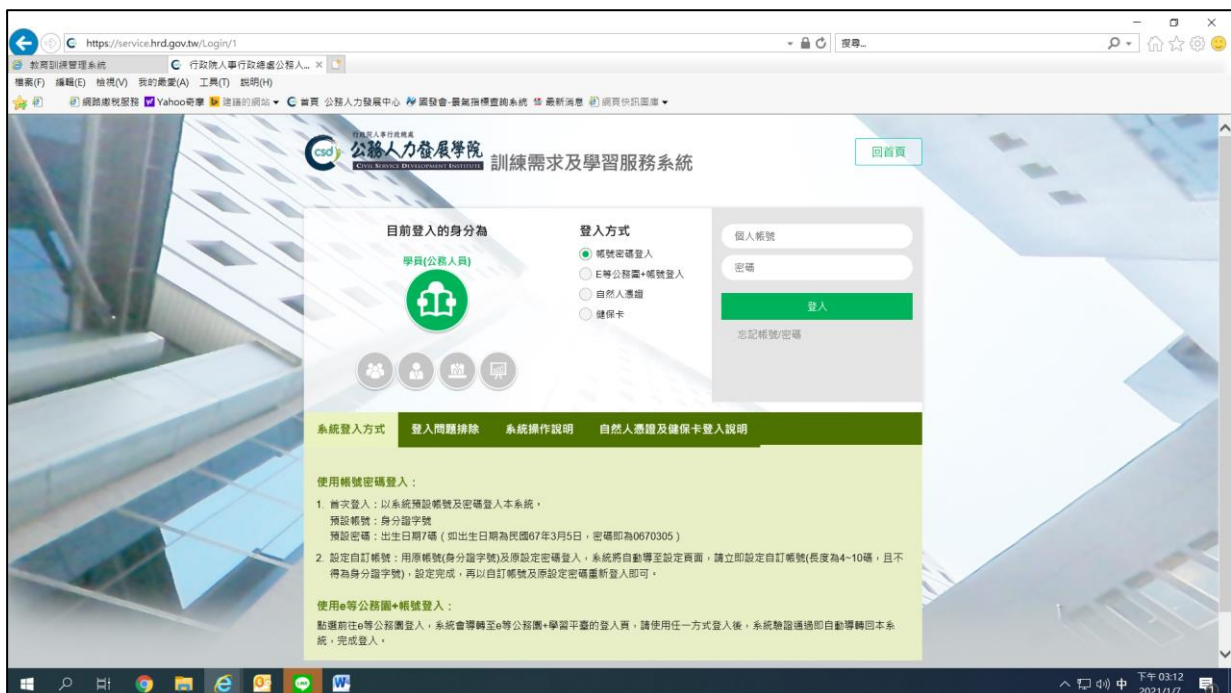 https://service.hrd.gov.tw/Login/1
搜尋...
教育訓練管理系統
行政院人事行政總處公務人...
檔案(F) 編輯(E) 檢視(V) 我的最愛(A) 工具(T) 說明(H)
網路繳稅服務 Yahoo奇摩 建議的網站 首頁 公務人力發展中心 國發會-景氣指標查詢系統 最新消息 網頁快訊圖庫
行政院人事行政總處
csd 公務人力發展學院 訓練需求及學習服務系統
CIVIL SERVICE DEVELOPMENT INSTITUTE
回首頁
目前登入的身分為
學員(公務人員)
登入方式
帳號密碼登入
E等公務園+帳號登入
自然人憑證
健保卡
個人帳號
密碼
登入
忘記帳號/密碼
系統登入方式 登入問題排除 系統操作說明 自然人憑證及健保卡登入說明
使用帳號密碼登入：
1. 首次登入：以系統預設帳號及密碼登入本系統，
預設帳號：身分證字號
預設密碼：出生日期7碼（如出生日期為民國67年3月5日，密碼即為0670305）
2. 設定自訂帳號：用原帳號(身分證字號)及原設定密碼登入，系統將自動導至設定頁面，請立即設定自訂帳號(長度為4~10碼，且不
得為身分證字號)，設定完成，再以自訂帳號及原設定密碼重新登入即可。
使用e等公務園+帳號登入：
點選前往e等公務園登入，系統會導轉至e等公務園+學習平臺的登入頁，請使用任一方式登入後，系統驗證通過即自動導轉回本系
統，完成登入。
中
下午 03:12
2021/1/7